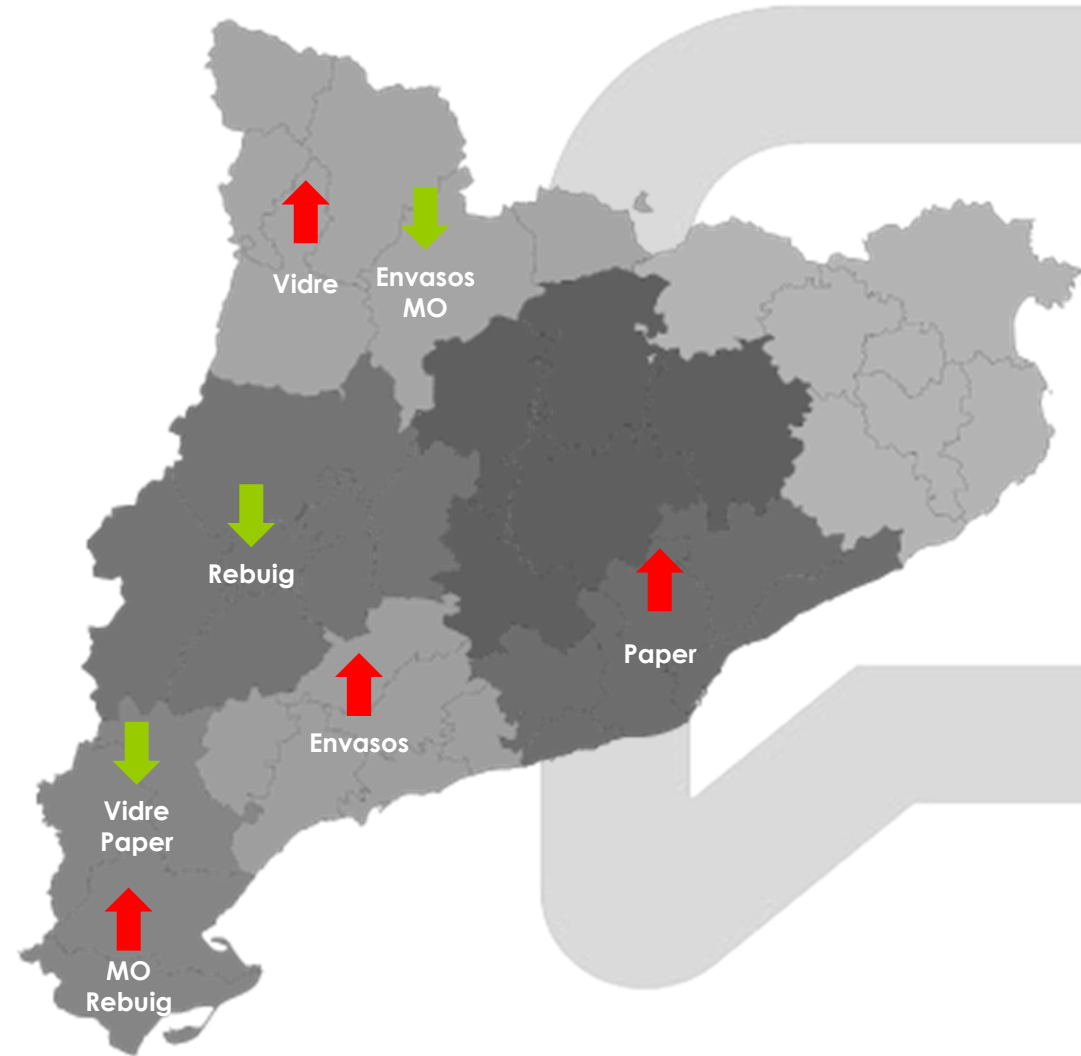 Vidre
Envasos
MO
Rebuig
Paper
Envasos
Vidre
Paper
MO
Rebuig